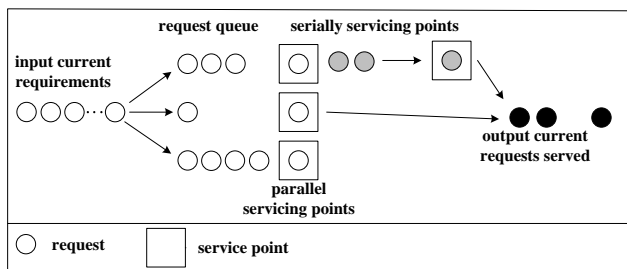 request queue
serially servicing points
input current
requirements
output current
requests served
parallel
servicing points
request
service point